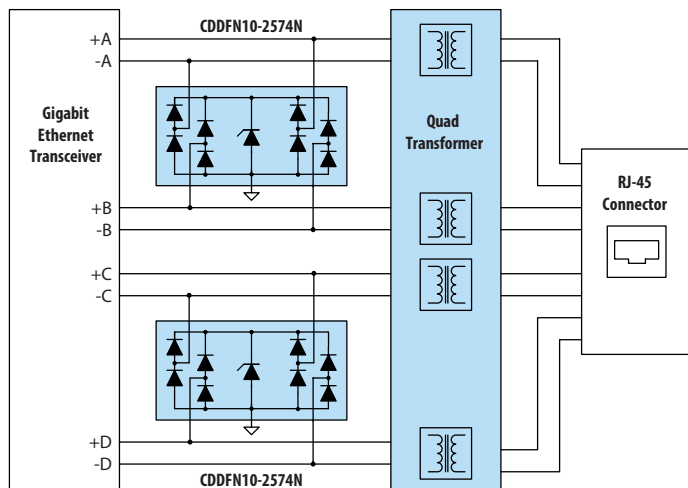 CDDFN10-2574N
+A
-A
Gigabit
Ethernet
Transceiver
Quad
Transformer
RJ-45
Connector
+B
-B
+C
-C
+D
-D
CDDFN10-2574N